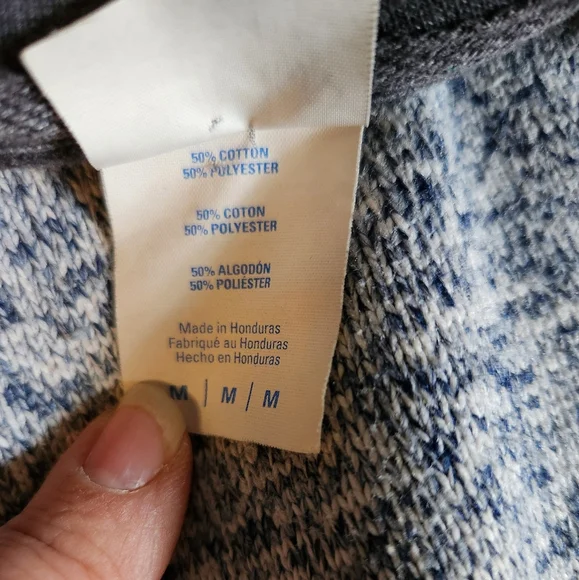 50% COTTON
50% POLYESTER
50% COTON
50% POLYESTER
50% ALGODÓN
50% POLIÉSTER
Made in Honduras
Fabriqué au Honduras
Hecho en Honduras
M | M | M